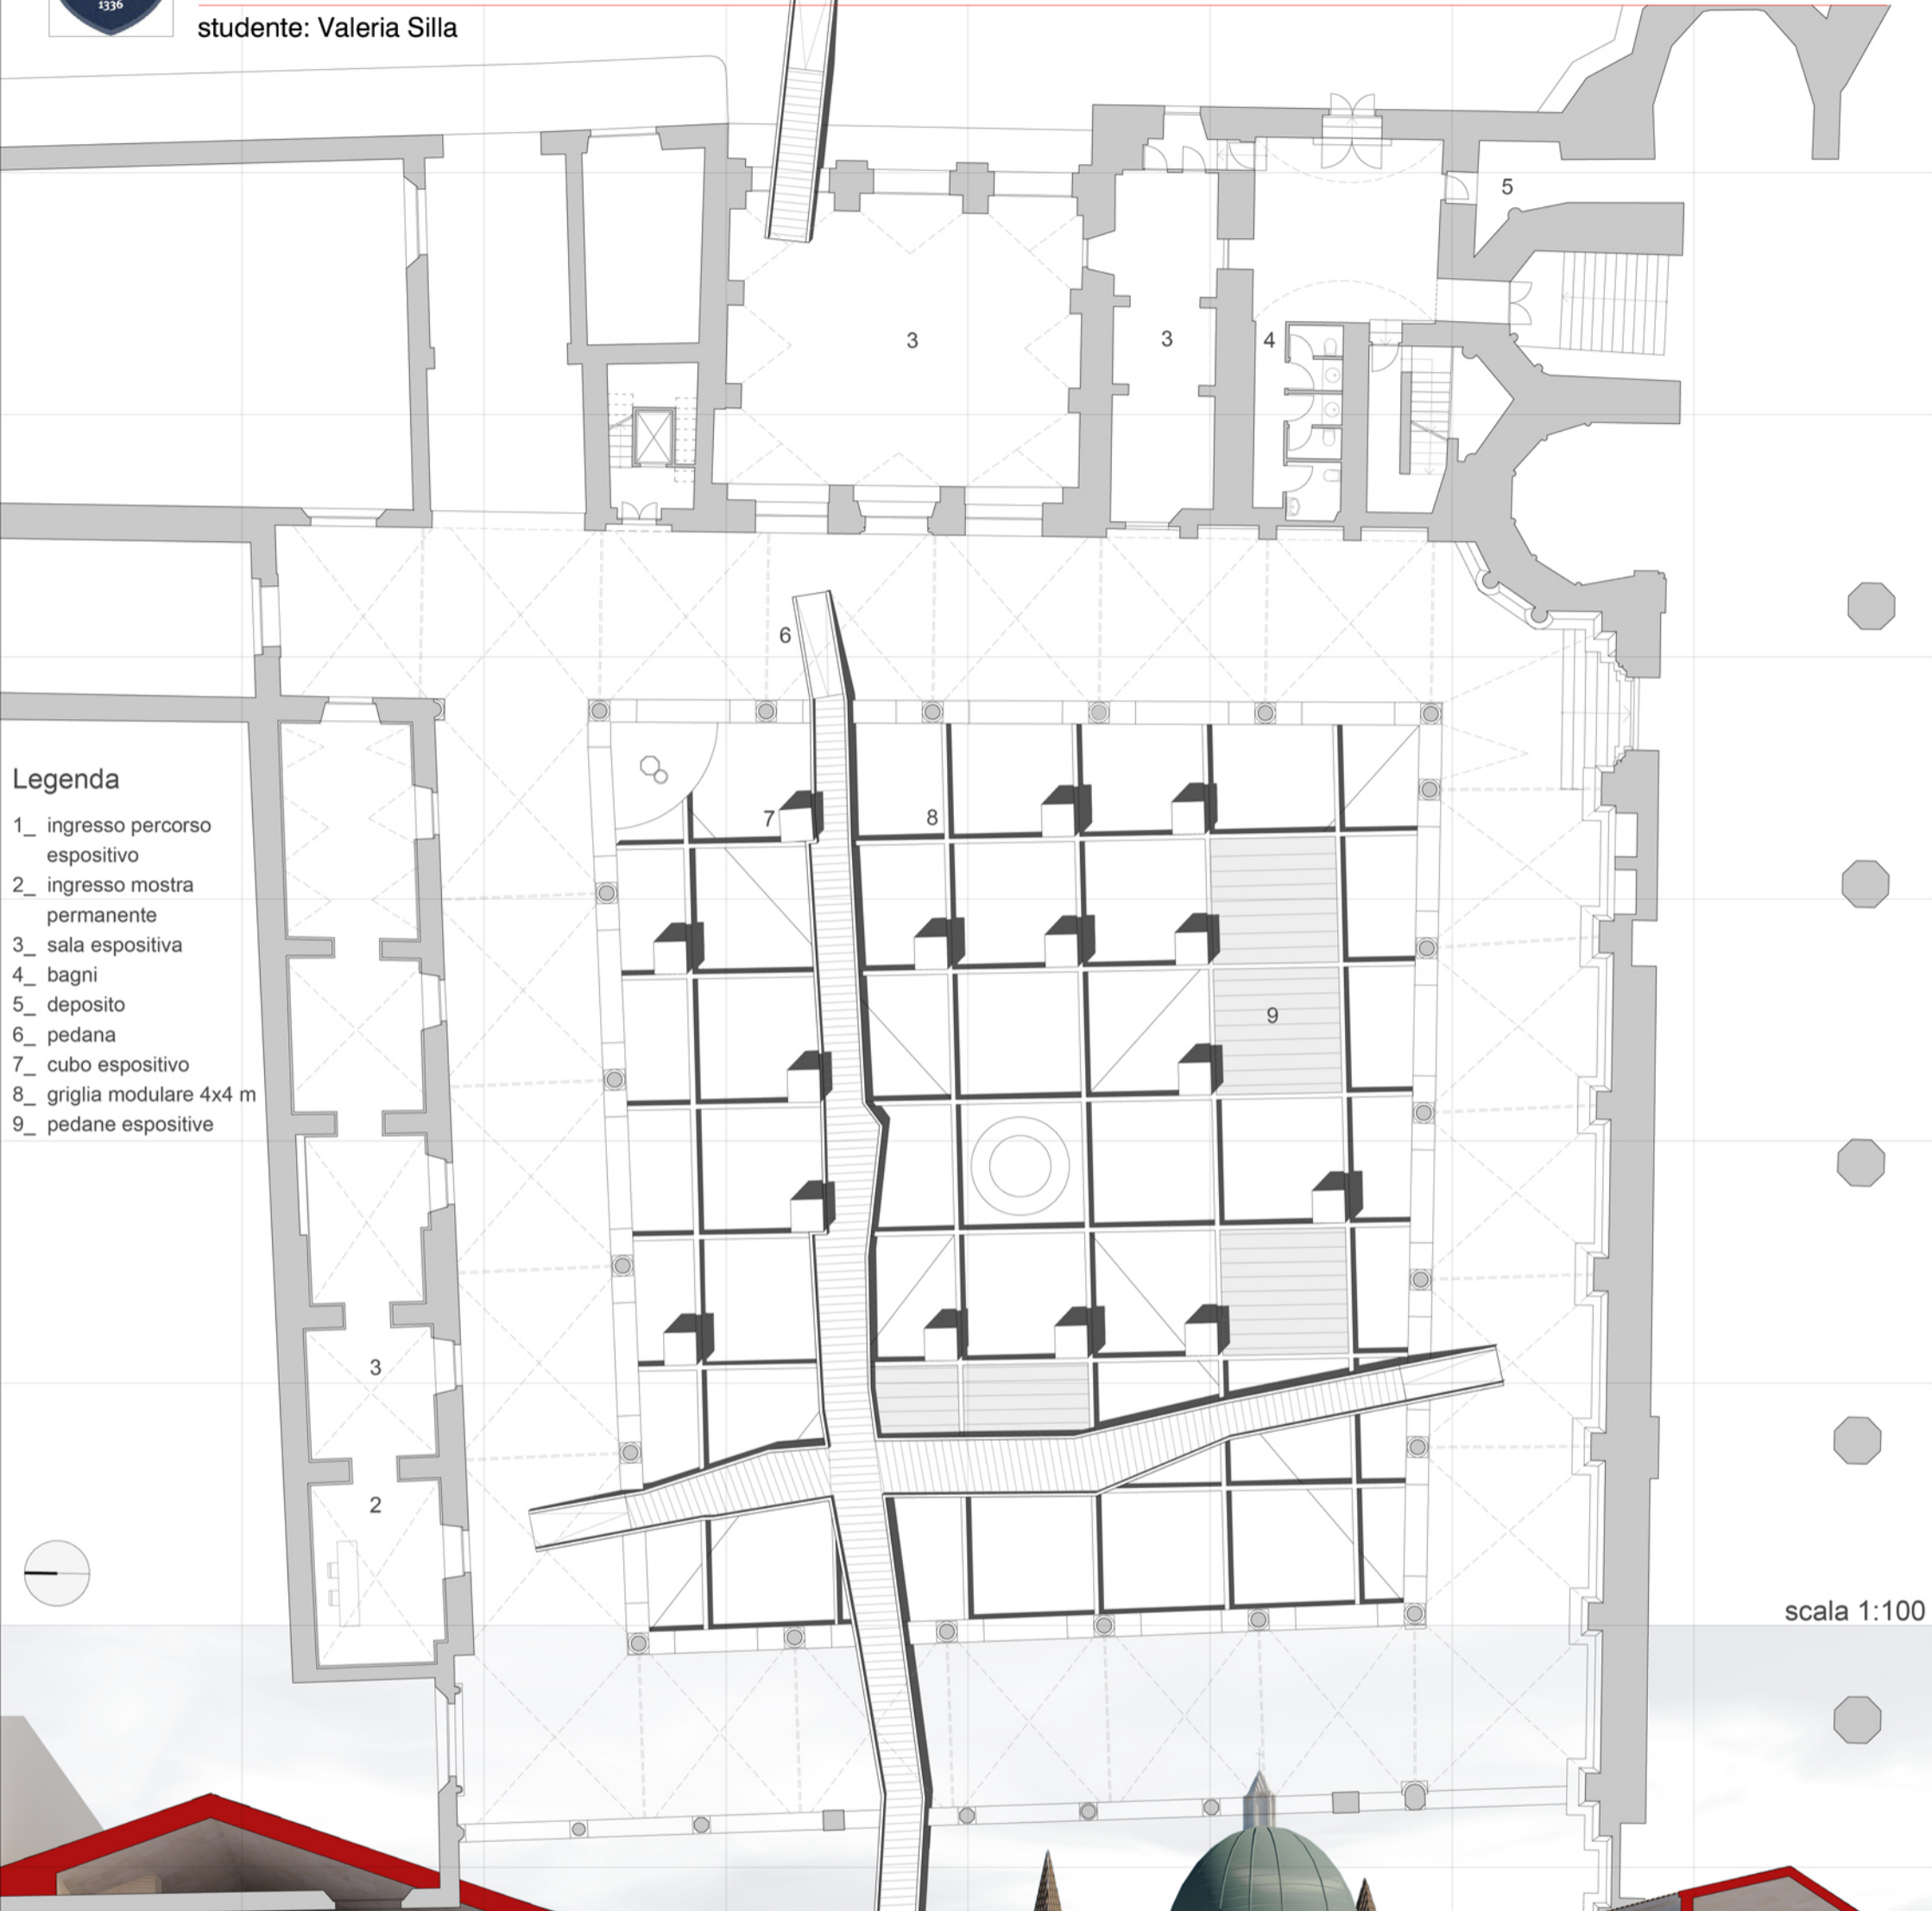 1336
studente: Valeria Silla
5
3
3
4
6
Legenda
1_ ingresso percorso
espositivo
2_ ingresso mostra
permanente
3_ sala espositiva
4_ bagni
5_ deposito
6_ pedana
7_ cubo espositivo
8_ griglia modulare 4x4 m
9_ pedane espositive
7
8
9
3
2
scala 1:100